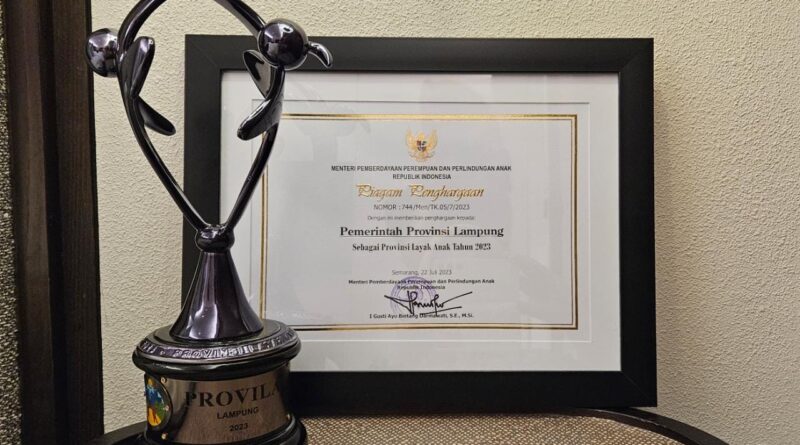 MENTERI PEMBERDAYAAN PEREMPUAN DAN PERLINDUNGAN ANAK
REPUBLIK INDONESIA
Piagam Penghargaan
NOMOR : 744/Men/TK.05/7/2023
Dengan ini memberikan penghargaan kepada:
Pemerintah Provinsi Lampung
Sebagai Provinsi Layak Anak Tahun 2023
Semarang, 22 Juli 2023
Menteri Pemberdayaan Perempuan dan Perlindungan Anak
Republik Indonesia
I Gusti Ayu Bintang Darmawati, S.E., M.Si.
PROVILA
LAMPUNG
2023